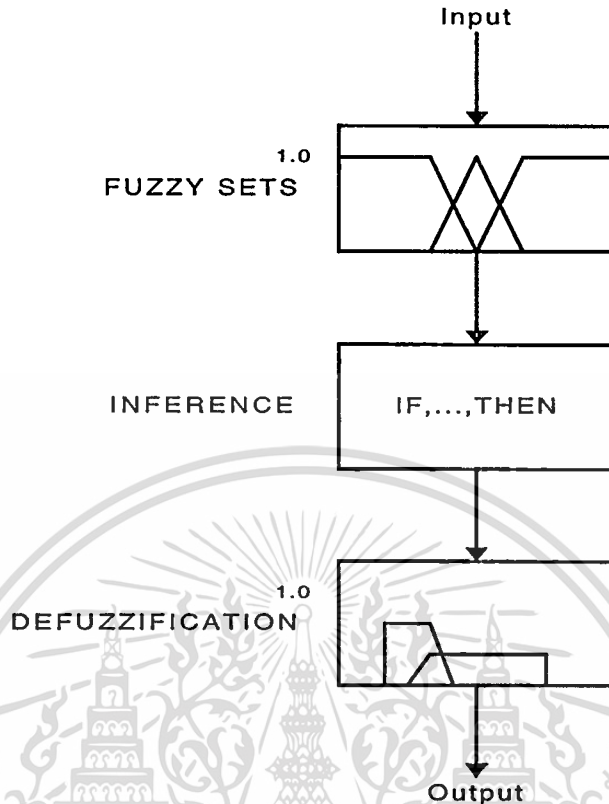 Input
1.0
FUZZY SETS
INFERENCE
IF,...,THEN
1.0
DEFUZZIFICATION
Output